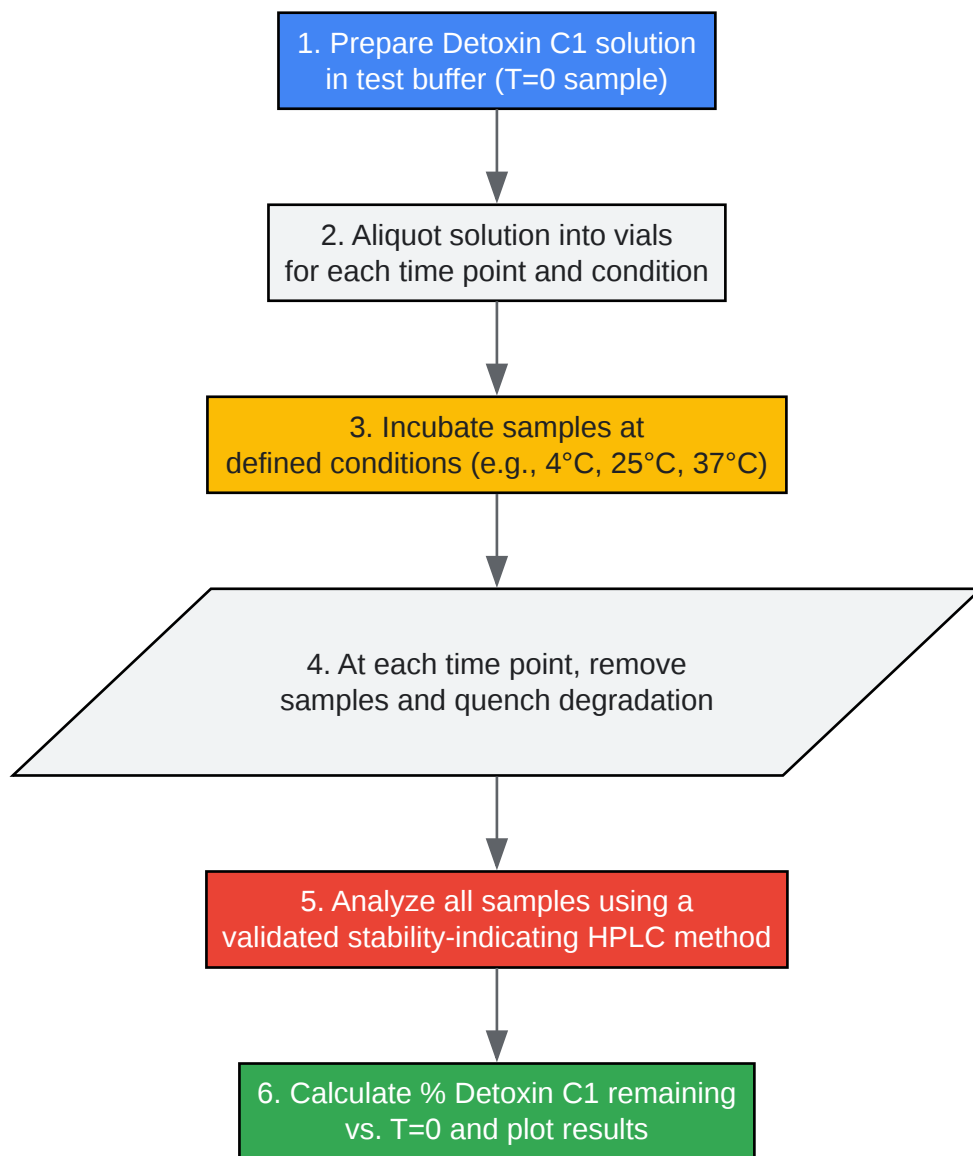 1. Prepare Detoxin C1 solution
in test buffer (T=0 sample)
2. Aliquot solution into vials
for each time point and condition
3. Incubate samples at
defined conditions (e.g., 4°C, 25°C, 37°C)
4. At each time point, remove
samples and quench degradation
5. Analyze all samples using a
validated stability-indicating HPLC method
6. Calculate % Detoxin C1 remaining
vs. T=0 and plot results